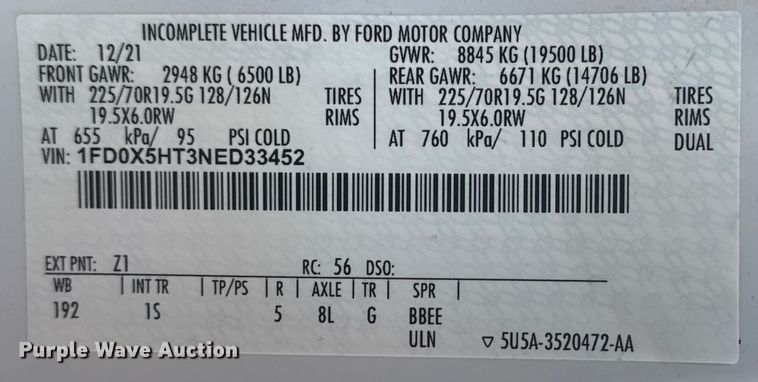 INCOMPLETE VEHICLE MFD. BY FORD MOTOR COMPANY
DATE: 12/21 GVWR: 8845 KG (19500 LB)
FRONT GAWR: 2948 KG ( 6500 LB) REAR GAWR: 6671 KG (14706 LB)
WITH 225/70R19.5G 128/126N TIRES WITH 225/70R19.5G 128/126N TIRES
19.5X6.0RW RIMS 19.5X6.0RW RIMS
AT 655 kPa/ 95 PSI COLD AT 760 kPa/ 110 PSI COLD DUAL
VIN: 1FD0X5HT3NED33452
EXT PNT: Z1 RC: 56 DSO:
WB INT TR TP/PS R AXLE TR SPR
192 1S 5 8L G BBEE
ULN ▽ 5U5A-3520472-AA
Purple Wave Auction